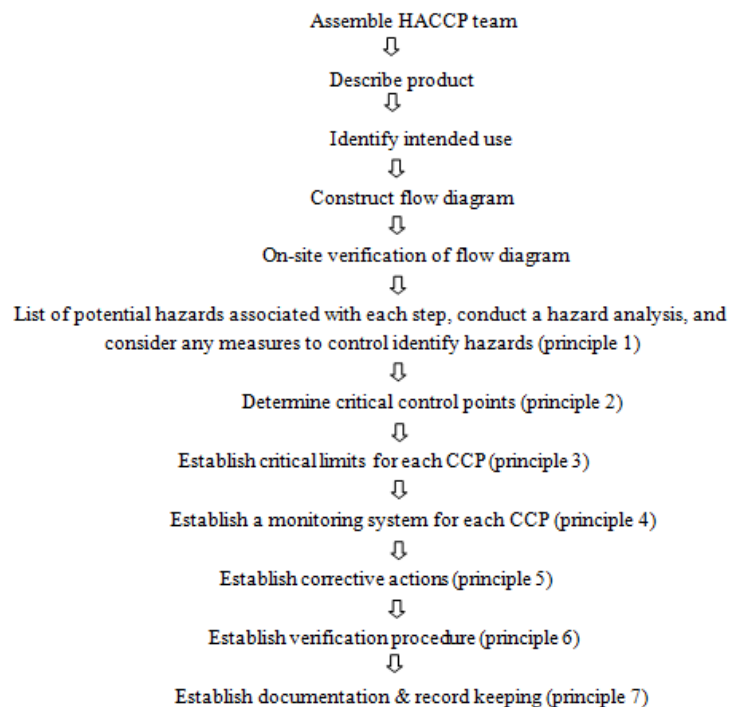 Assemble HACCP team
Describe product
Identify intended use
Construct flow diagram
On-site verification of flow diagram
List of potential hazards associated with each step, conduct a hazard analysis, and
consider any measures to control identify hazards (principle 1)
Determine critical control points (principle 2)
Establish critical limits for each CCP (principle 3)
Establish a monitoring system for each CCP (principle 4)
Establish corrective actions (principle 5)
Establish verification procedure (principle 6)
Establish documentation & record keeping (principle 7)